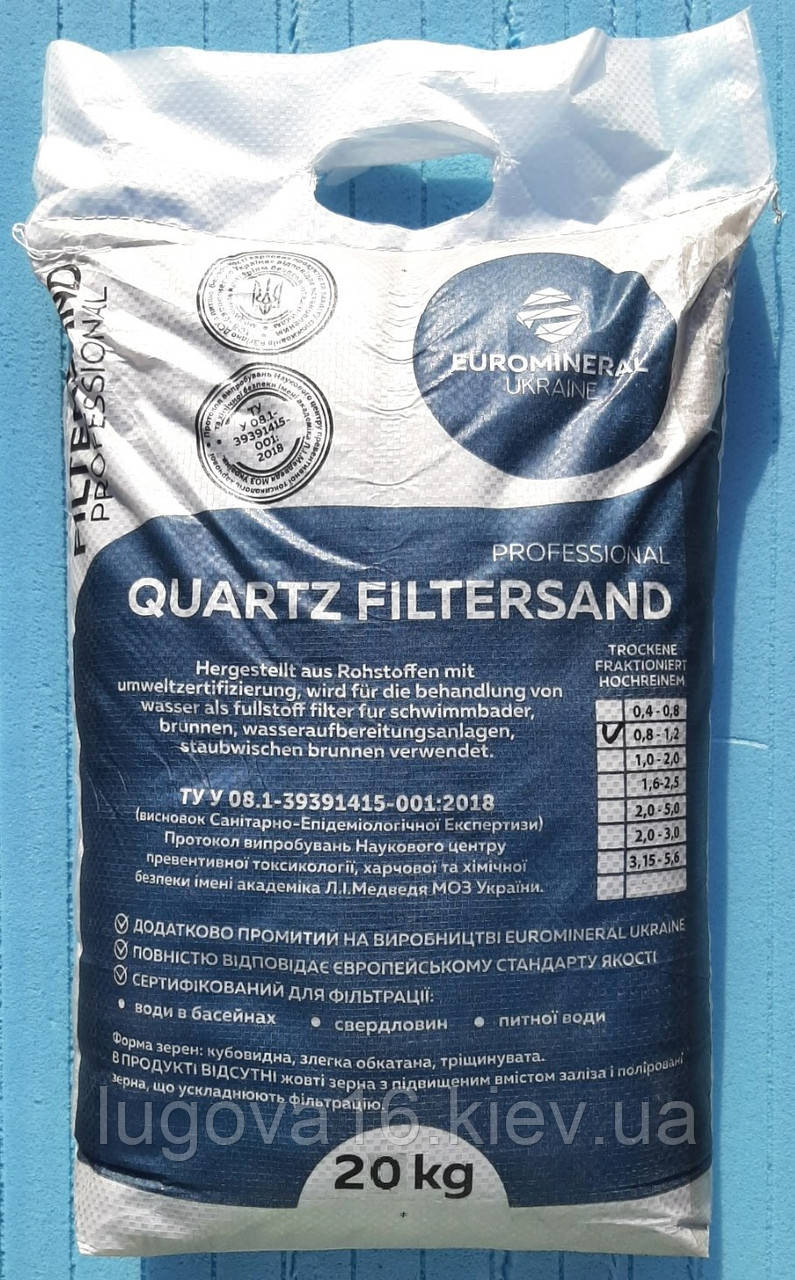 FILTERSAND
PROFESSIONAL
ТУ
У 08.1-
39391415-
001:
2018
EUROMINERAL
UKRAINE
PROFESSIONAL
QUARTZ FILTERSAND
Hergestellt aus Rohstoffen mit
umweltzertifizierung, wird für die behandlung von
wasser als fullstoff filter fur schwimmbader,
brunnen, wasseraufbereitungsanlagen,
staubwischen brunnen verwendet.
TROCKENE
FRAKTIONIERT
HOCHREINEM
0,4-0,8
0,8-1,2
1,0-2,0
1,6-2,5
2,0-5,0
2,0-3,0
3,15-5,6
ТУ У 08.1-39391415-001:2018
(висновок Санітарно-Епідеміологічної Експертизи)
Протокол випробувань Наукового центру
превентивної токсикології, харчової та хімічної
безпеки імені академіка Л.І.Медведя МОЗ України.
ДОДАТКОВО ПРОМИТИЙ НА ВИРОБНИЦТВІ EUROMINERAL UKRAINE
ПОВНІСТЮ ВІДПОВІДАЄ ЄВРОПЕЙСЬКОМУ СТАНДАРТУ ЯКОСТІ
СЕРТИФІКОВАНИЙ ДЛЯ ФІЛЬТРАЦІЇ:
• води в басейнах • свердловин • питної води
Форма зерен: кубовидна, злегка обкатана, тріщинувата.
В ПРОДУКТІ ВІДСУТНІ жовті зерна з підвищеним вмістом заліза і поліровані
зерна, що ускладнюють фільтрацію.
lugova16.kiev.ua
20 kg